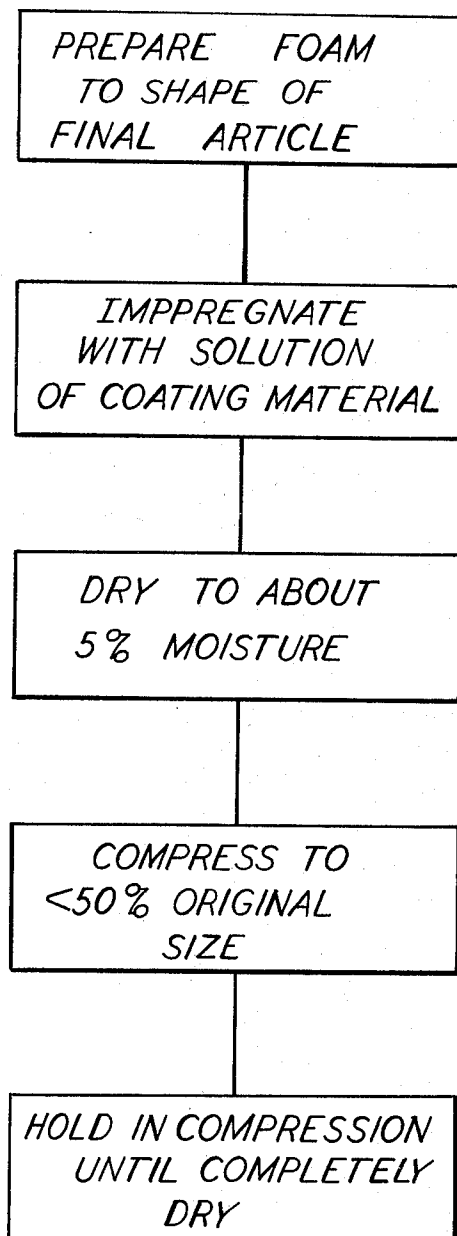 PREPARE FOAM
TO SHAPE OF
FINAL ARTICLE
IMPPREGNATE
WITH SOLUTION
OF COATING MATERIAL
DRY TO ABOUT
5% MOISTURE
COMPRESS TO
<50% ORIGINAL
SIZE
HOLD IN COMPRESSION
UNTIL COMPLETELY
DRY